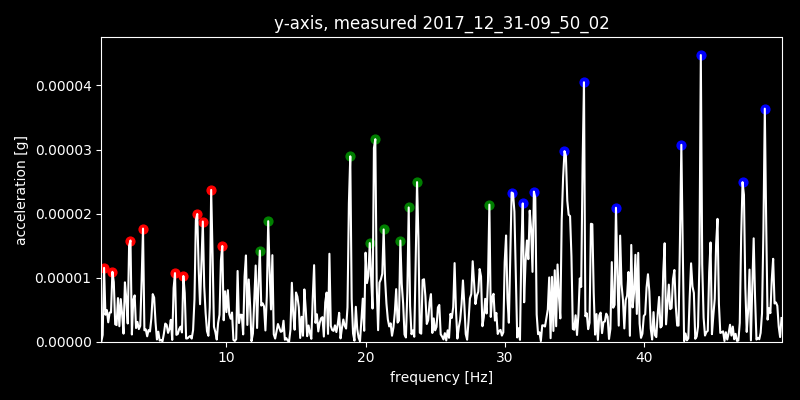 y-axis, measured 2017_12_31-09_50_02
acceleration [g]
0.00004
0.00003
0.00002
0.00001
0.00000
10 20 30 40
frequency [Hz]